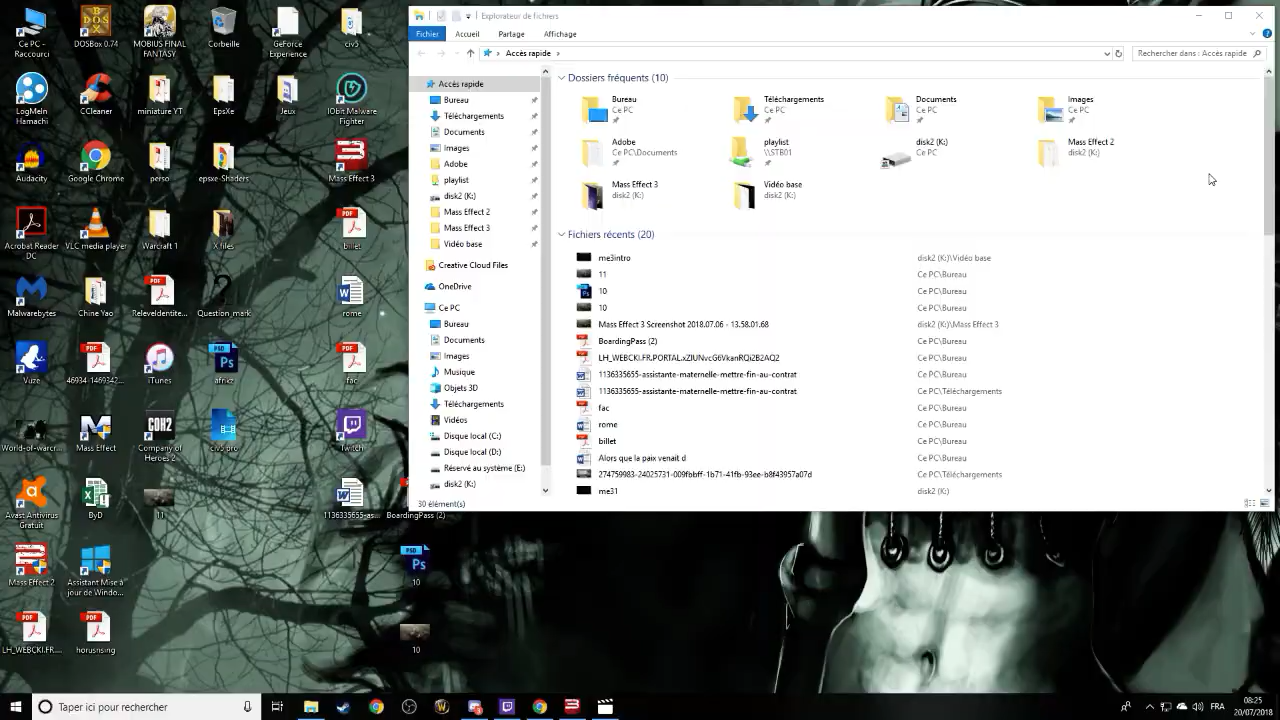 Explorateur de fichiers
Fichier Accueil Partage Affichage
Accès rapide
Rechercher dans : Accès rapide
Accès rapide
Bureau
Téléchargements
Documents
Images
Adobe
playlist
disk2 (K:)
Mass Effect 2
Mass Effect 3
Vidéo base
Creative Cloud Files
OneDrive
Ce PC
Bureau
Documents
Images
Musique
Objets 3D
Téléchargements
Vidéos
Disque local (C:)
Disque local (D:)
Réservé au système (E:)
disk2 (K:)
30 élément(s)
Dossiers fréquents (10)
Bureau
Ce PC
Téléchargements
Ce PC
Documents
Ce PC
Images
Ce PC
Adobe
Ce PC\Documents
playlist
\\STB01
disk2 (K:)
Ce PC
Mass Effect 2
disk2 (K:)
Mass Effect 3
disk2 (K:)
Vidéo base
disk2 (K:)
Fichiers récents (20)
me3intro disk2 (K:)\Vidéo base
11 Ce PC\Bureau
10 Ce PC\Bureau
10 Ce PC\Bureau
Mass Effect 3 Screenshot 2018.07.06 - 13.58.01.68 disk2 (K:)\Mass Effect 3
BoardingPass (2) Ce PC\Bureau
LH_WEBCKI.FR.PORTAL.xZIUNvcG6VkanRQi2B2AQ2 Ce PC\Bureau
1136335655-assistante-maternelle-mettre-fin-au-contrat Ce PC\Bureau
1136335655-assistante-maternelle-mettre-fin-au-contrat Ce PC\Téléchargements
fac Ce PC\Bureau
rome Ce PC\Bureau
billet Ce PC\Bureau
Alors que la paix venait d Ce PC\Bureau
274759983-24025731-009fbbff-1b71-41fb-93ee-b8f43957a07d Ce PC\Téléchargements
me31 disk2 (K:)
Ce PC -
Raccourci
DOSBox 0.74
MOBIUS FINAL
FANTASY
Corbeille
GeForce
Experience
civ5
LogMeIn
Hamachi
CCleaner
miniature YT
EpsXe
Jeux
IObit Malware
Fighter
Audacity
Google Chrome
perso
epsxe-Shaders
Mass Effect 3
Acrobat Reader
DC
VLC media player
Warcraft 1
X files
billet
Malwarebytes
Chine Yao
Releveldentite...
Question_mark
rome
Vuze
46934-1469342...
iTunes
afrikz
fac
World-of-warcr...
Mass Effect
Company of
Heroes 2
civ5 pro
Twitch
Avast Antivirus
Gratuit
ByD
11
1136335655-as...
BoardingPass (2)
Mass Effect 2
Assistant Mise à
jour de Windo...
10
LH_WEBCKI.FR....
horusnsing
10
Taper ici pour rechercher
FRA
08:25
20/07/2018